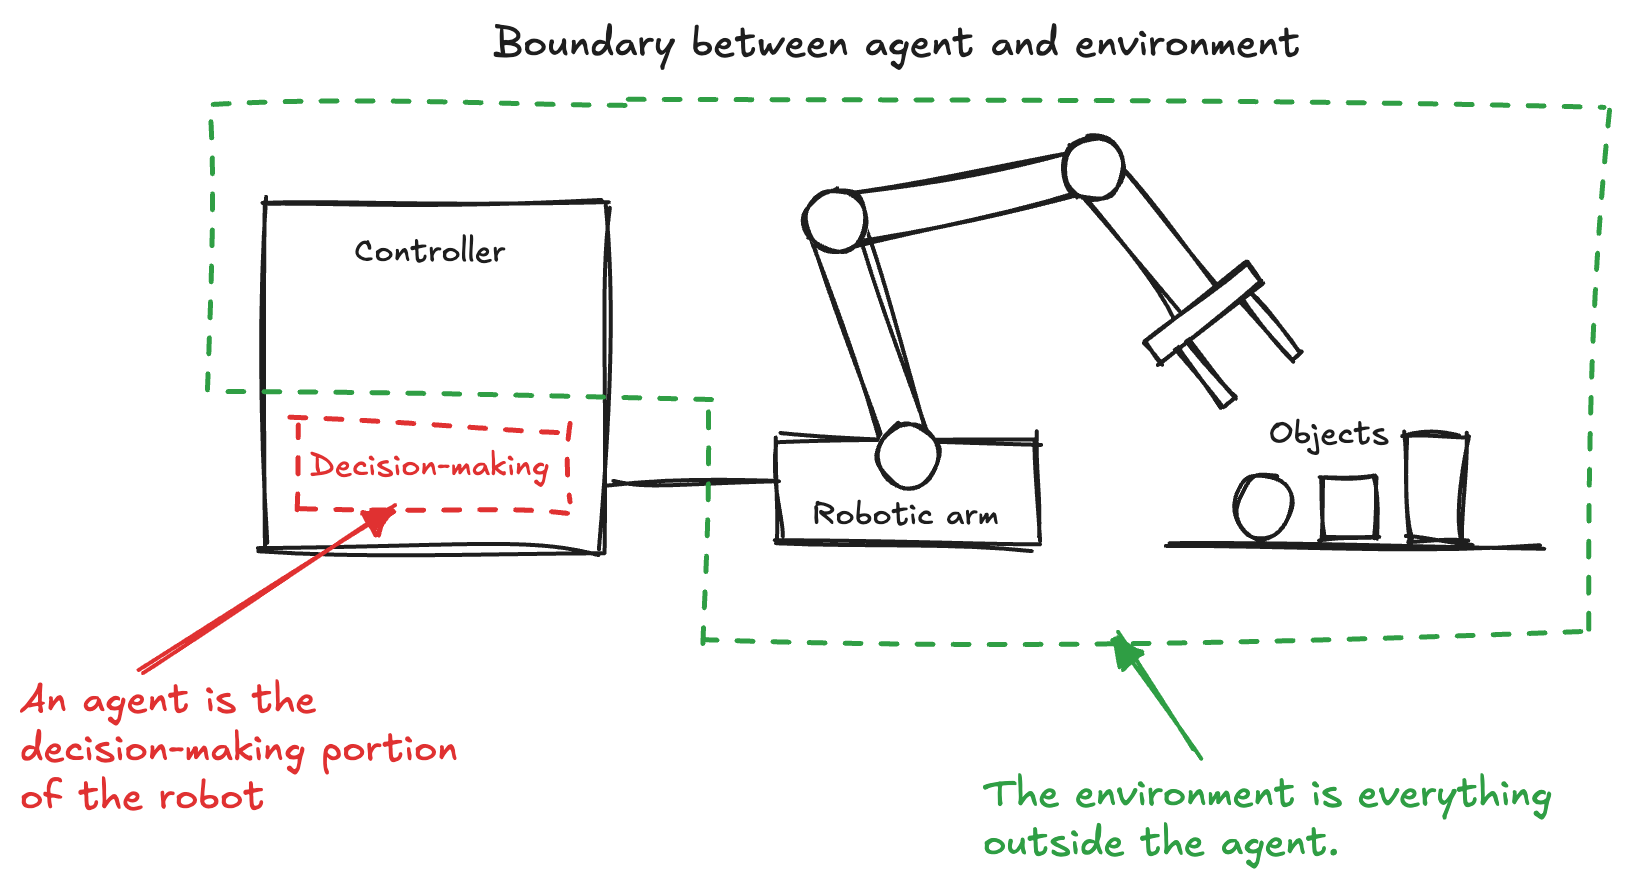 Boundary between agent and environment
Controller
Decision-making
Robotic arm
Objects
An agent is the
decision-making portion
of the robot
The environment is everything
outside the agent.